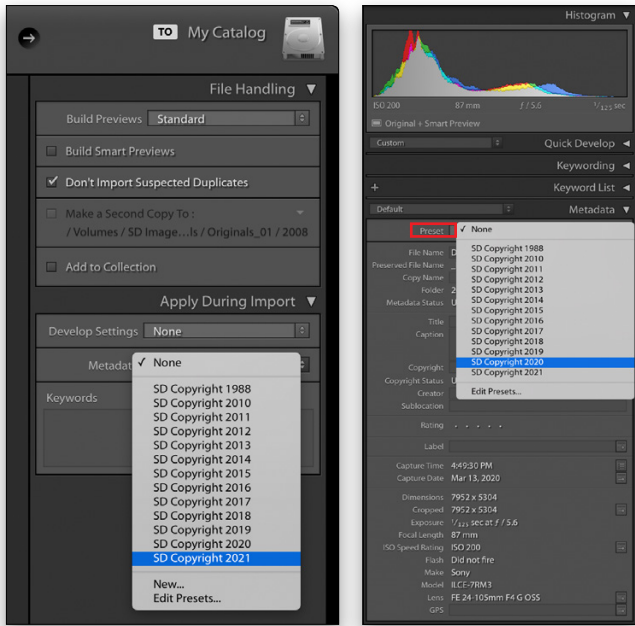 TO My Catalog
File Handling
Build Previews Standard
Build Smart Previews
Don't Import Suspected Duplicates
Make a Second Copy To :
/ Volumes / SD Image...ls / Originals_01 / 2008
Add to Collection
Apply During Import
Develop Settings None
Metadat
None
SD Copyright 1988
Keywords
SD Copyright 2010
SD Copyright 2011
SD Copyright 2012
SD Copyright 2013
SD Copyright 2014
SD Copyright 2015
SD Copyright 2016
SD Copyright 2017
SD Copyright 2018
SD Copyright 2019
SD Copyright 2020
SD Copyright 2021
New...
Edit Presets...
Histogram
ISO 200 87 mm ƒ / 5.6 1/125 sec
Original + Smart Preview
Custom Quick Develop
Keywording
+ Keyword List
Default Metadata
Preset
None
SD Copyright 1988
SD Copyright 2010
SD Copyright 2011
SD Copyright 2012
SD Copyright 2013
SD Copyright 2014
SD Copyright 2015
SD Copyright 2016
SD Copyright 2017
SD Copyright 2018
SD Copyright 2019
SD Copyright 2020
SD Copyright 2021
Edit Presets...
File Name D
Preserved File Name _
Copy Name
Folder 2
Metadata Status U
Title
Caption
Copyright
Copyright Status U
Creator
Sublocation
Rating . . . . .
Label
Capture Time 4:49:30 PM
Capture Date Mar 13, 2020
Dimensions 7952 x 5304
Cropped 7952 x 5304
Exposure 1/125 sec at ƒ / 5.6
Focal Length 87 mm
ISO Speed Rating ISO 200
Flash Did not fire
Make Sony
Model ILCE-7RM3
Lens FE 24-105mm F4 G OSS
GPS